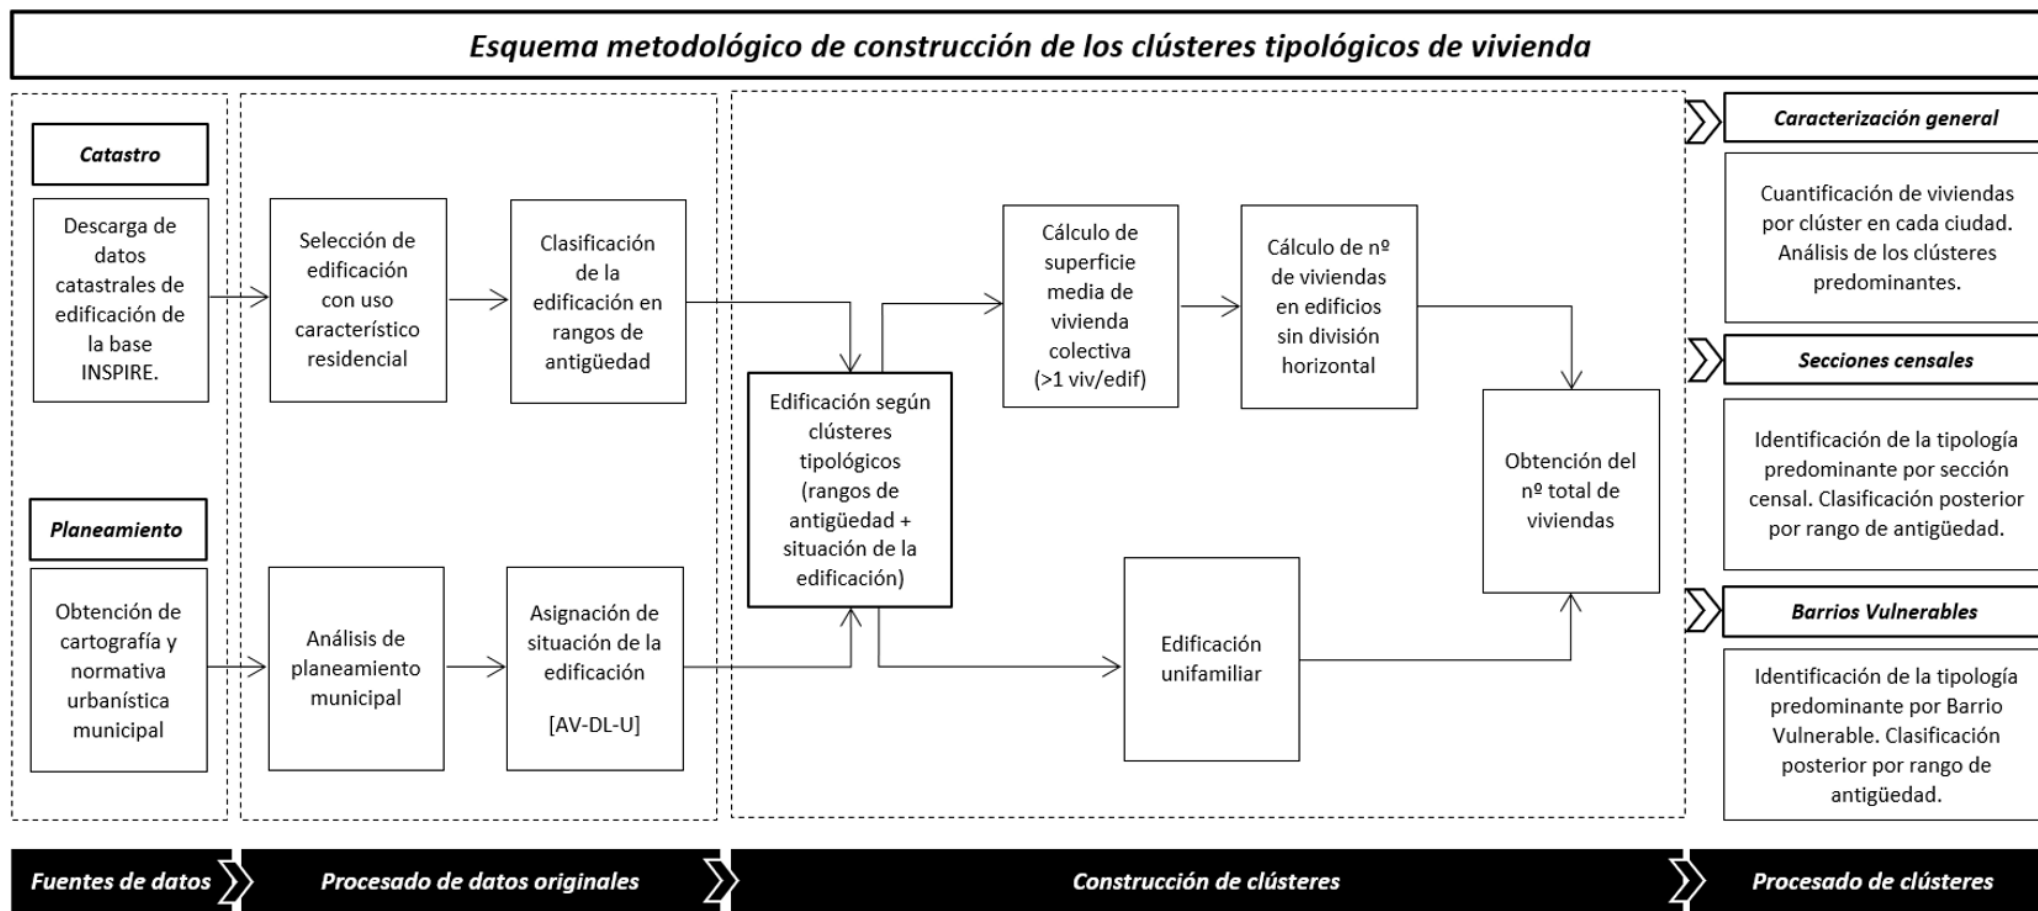 Esquema metodológico de construcción de los clústeres tipológicos de vivienda
Catastro
Descarga de
datos
catastrales de
edificación de
la base
INSPIRE.
Planeamiento
Obtención de
cartografía y
normativa
urbanística
municipal
Selección de
edificación
con uso
característico
residencial
Clasificación
de la
edificación en
rangos de
antigüedad
Análisis de
planeamiento
municipal
Asignación de
situación de la
edificación
[AV-DL-U]
Edificación según
clústeres
tipológicos
(rangos de
antigüedad +
situación de la
edificación)
Cálculo de
superficie
media de
vivienda
colectiva
(>1 viv/edif)
Cálculo de nº
de viviendas
en edificios
sin división
horizontal
Edificación
unifamiliar
Obtención del
nº total de
viviendas
Caracterización general
Cuantificación de viviendas
por clúster en cada ciudad.
Análisis de los clústeres
predominantes.
Secciones censales
Identificación de la tipología
predominante por sección
censal. Clasificación posterior
por rango de antigüedad.
Barrios Vulnerables
Identificación de la tipología
predominante por Barrio
Vulnerable. Clasificación
posterior por rango de
antigüedad.
Fuentes de datos
Procesado de datos originales
Construcción de clústeres
Procesado de clústeres